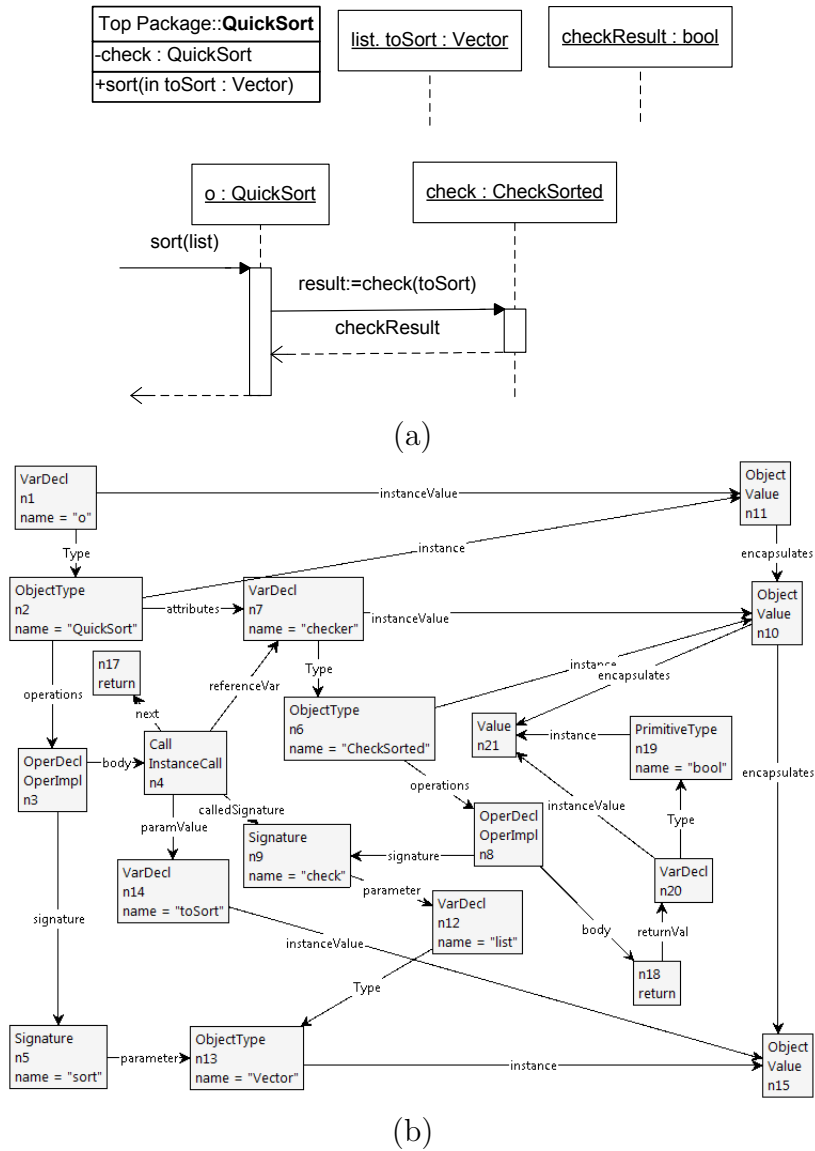 Top Package::QuickSort
-check : QuickSort
+sort(in toSort : Vector)
list. toSort : Vector
checkResult : bool
o : QuickSort
check : CheckSorted
sort(list)
result:=check(toSort)
checkResult
(a)
VarDecl
n1
name = "o"
instanceValue
Object
Value
n11
Type
instance
encapsulates
ObjectType
n2
name = "QuickSort"
attributes
VarDecl
n7
name = "checker"
instanceValue
Object
Value
n10
operations
n17
return
next
referenceVar
Type
instance
encapsulates
ObjectType
n6
name = "CheckSorted"
Value
n21
instance
PrimitiveType
n19
name = "bool"
OperDecl
OperImpl
n3
body
Call
InstanceCall
n4
encapsulates
operations
paramValue
calledSignature
instanceValue
Type
Signature
n9
name = "check"
signature
OperDecl
OperImpl
n8
VarDecl
n14
name = "toSort"
parameter
VarDecl
n20
VarDecl
n12
name = "list"
signature
instanceValue
body
returnVal
n18
return
Type
Signature
n5
name = "sort"
parameter
ObjectType
n13
name = "Vector"
instance
Object
Value
n15
(b)